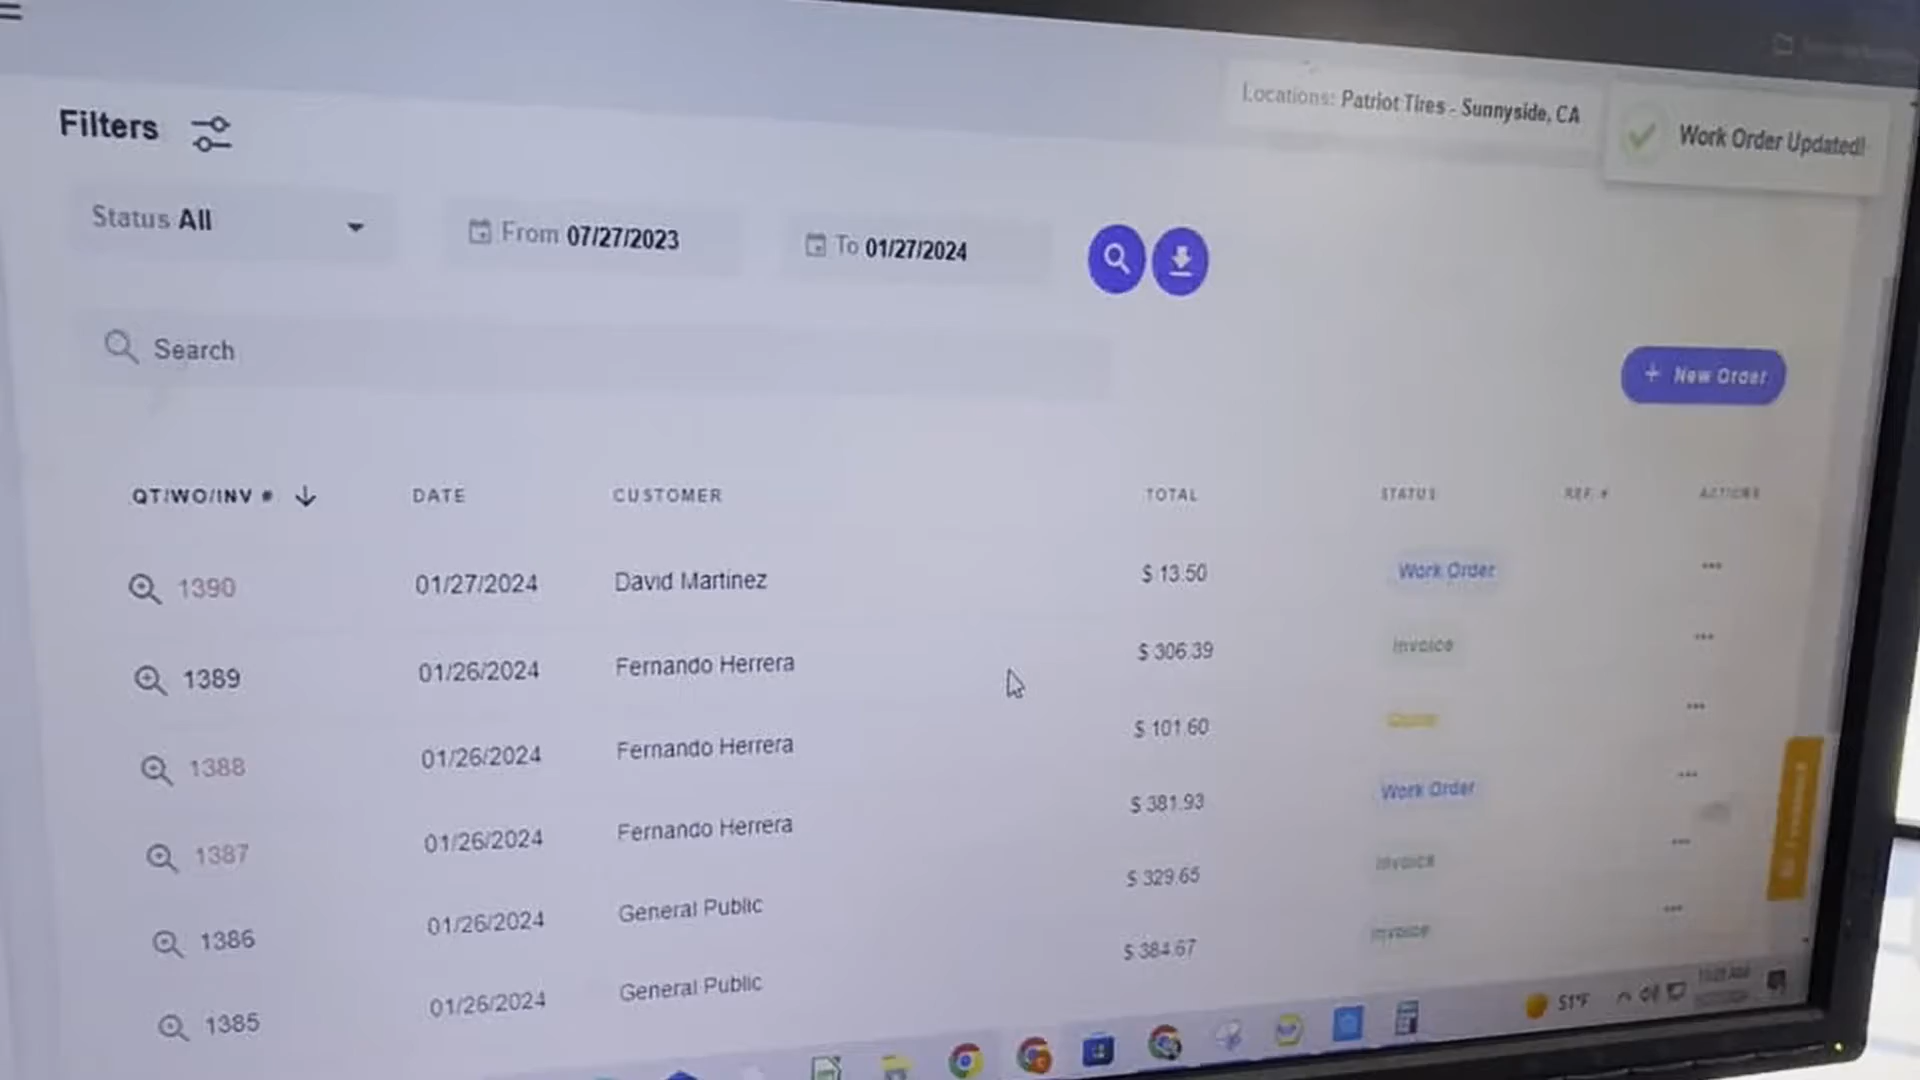 Locations: Patriot Tires - Sunnyside, CA
Work Order Updated!
Filters
Status All
From 07/27/2023
To 01/27/2024
Search
+ New Order
QT/WO/INV # DATE CUSTOMER TOTAL STATUS REF. # ACTIONS
1390 01/27/2024 David Martinez $ 13.50 Work Order ...
1389 01/26/2024 Fernando Herrera $ 306.39 Invoice ...
1388 01/26/2024 Fernando Herrera $ 101.60 ...
1387 01/26/2024 Fernando Herrera $ 381.93 Work Order ...
1386 01/26/2024 General Public $ 329.65 Invoice ...
1385 01/26/2024 General Public $ 384.67 Invoice ...
51°F